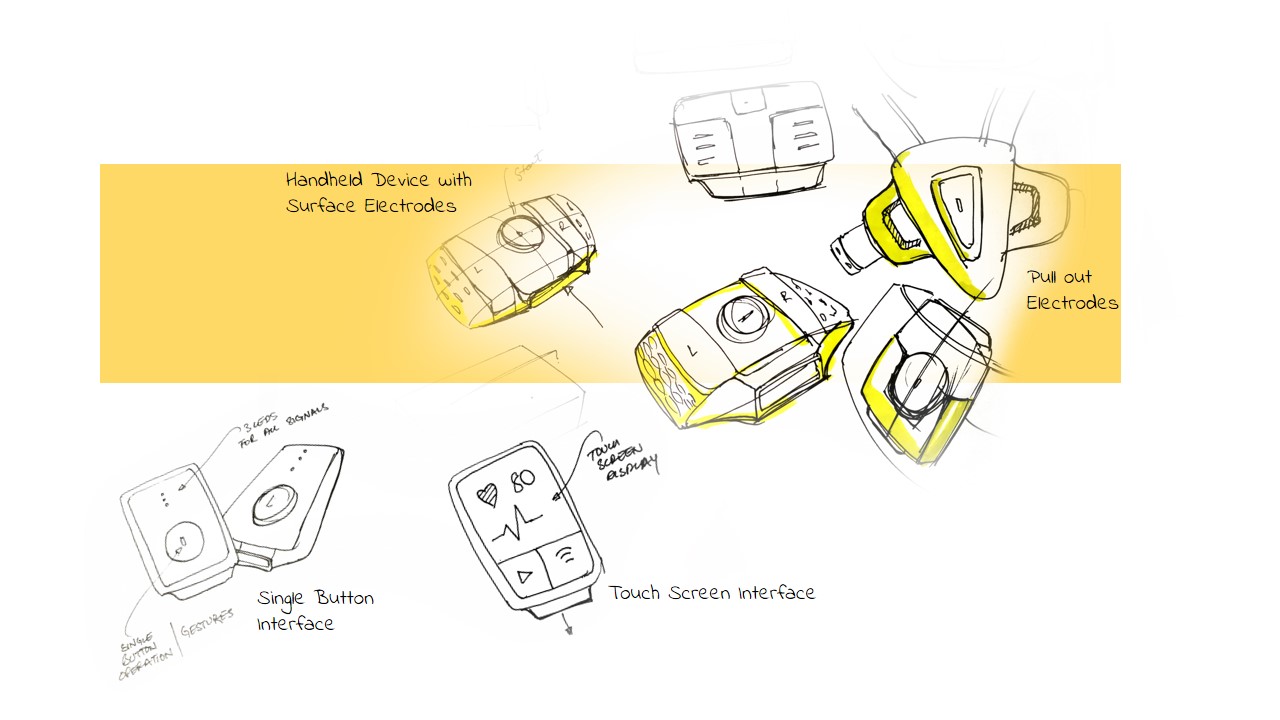 Handheld Device with
Surface Electrodes
Start
R
L
Pull out
Electrodes
R
L
3 LEDS
FOR ALL SIGNALS
TOUCH
SCREEN
DISPLAY
80
Single Button
Interface
Touch Screen Interface
SINGLE
BUTTON
OPERATION | GESTURES